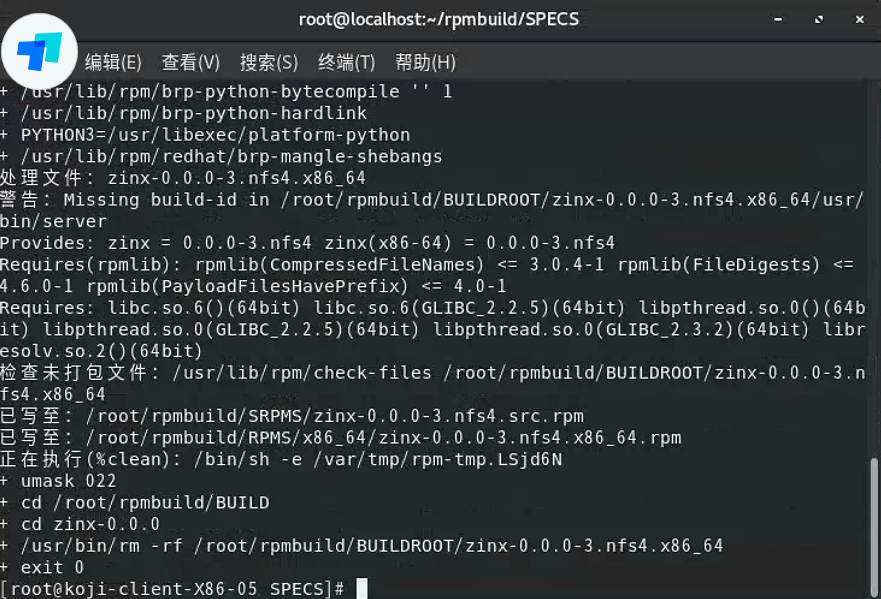 root@localhost:~/rpmbuild/SPECS
编辑(E) 查看(V) 搜索(S) 终端(T) 帮助(H)
+ /usr/lib/rpm/brp-python-bytecompile '' 1
+ /usr/lib/rpm/brp-python-hardlink
+ PYTHON3=/usr/libexec/platform-python
+ /usr/lib/rpm/redhat/brp-mangle-shebangs
处理文件：zinx-0.0.0-3.nfs4.x86_64
警告：Missing build-id in /root/rpmbuild/BUILDROOT/zinx-0.0.0-3.nfs4.x86_64/usr/
bin/server
Provides: zinx = 0.0.0-3.nfs4 zinx(x86-64) = 0.0.0-3.nfs4
Requires(rpmlib): rpmlib(CompressedFileNames) <= 3.0.4-1 rpmlib(FileDigests) <=
4.6.0-1 rpmlib(PayloadFilesHavePrefix) <= 4.0-1
Requires: libc.so.6()(64bit) libc.so.6(GLIBC_2.2.5)(64bit) libpthread.so.0()(64b
it) libpthread.so.0(GLIBC_2.2.5)(64bit) libpthread.so.0(GLIBC_2.3.2)(64bit) libr
esolv.so.2()(64bit)
检查未打包文件：/usr/lib/rpm/check-files /root/rpmbuild/BUILDROOT/zinx-0.0.0-3.n
fs4.x86_64
已写至：/root/rpmbuild/SRPMS/zinx-0.0.0-3.nfs4.src.rpm
已写至：/root/rpmbuild/RPMS/x86_64/zinx-0.0.0-3.nfs4.x86_64.rpm
正在执行(%clean)：/bin/sh -e /var/tmp/rpm-tmp.LSjd6N
+ umask 022
+ cd /root/rpmbuild/BUILD
+ cd zinx-0.0.0
+ /usr/bin/rm -rf /root/rpmbuild/BUILDROOT/zinx-0.0.0-3.nfs4.x86_64
+ exit 0
[root@koji-client-X86-05 SPECS]#